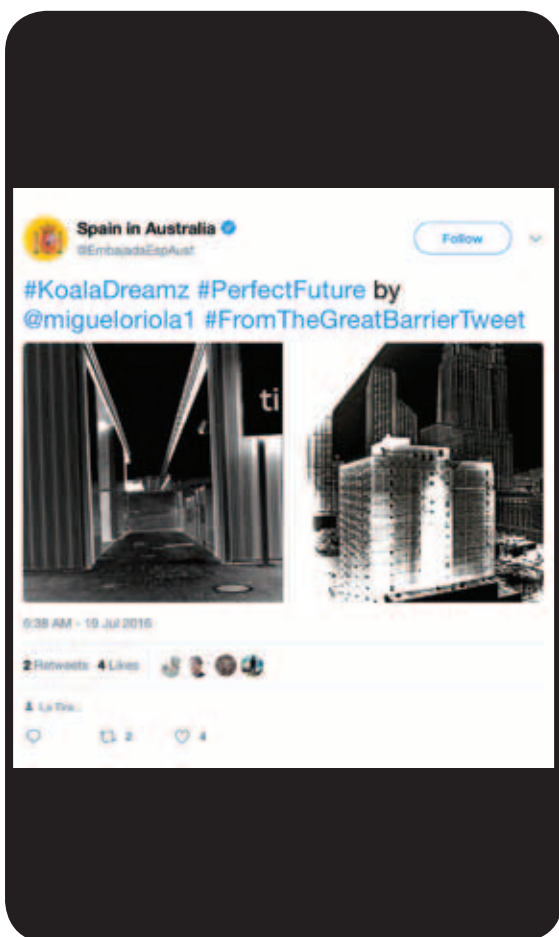 Spain in Australia
@EmbajadaEspAust
Follow
#KoalaDreamz #PerfectFuture by
@migueloriola1 #FromTheGreatBarrierTweet
ti
6:38 AM - 19 Jul 2016
2 Retweets 4 Likes
2 4